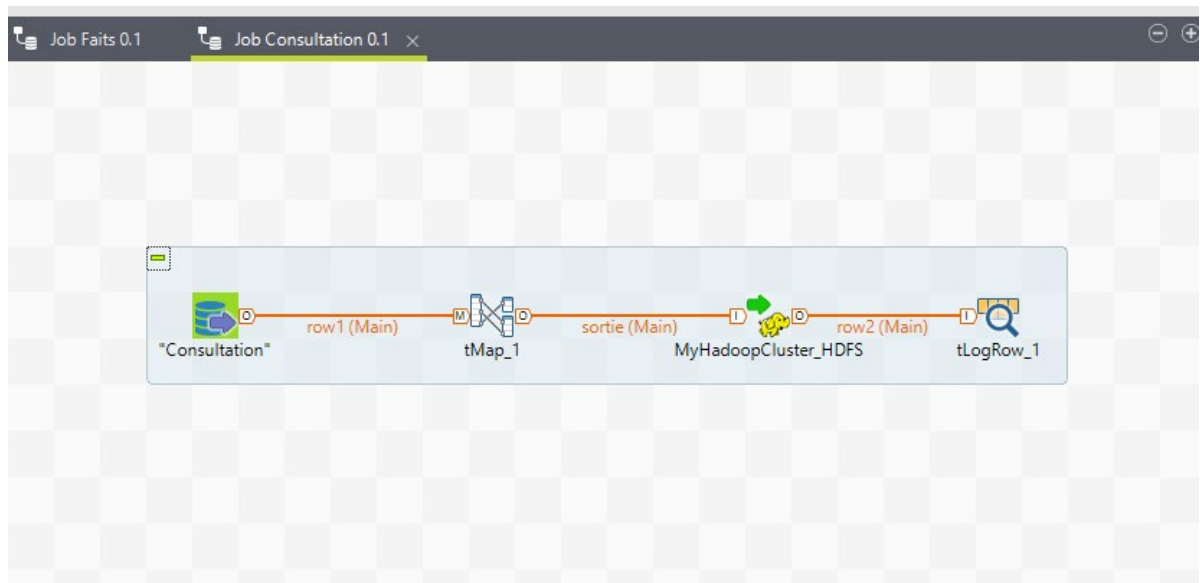 Job Faits 0.1
Job Consultation 0.1
O row1 (Main) M O sortie (Main) I O row2 (Main) I
"Consultation" tMap_1 MyHadoopCluster_HDFS tLogRow_1